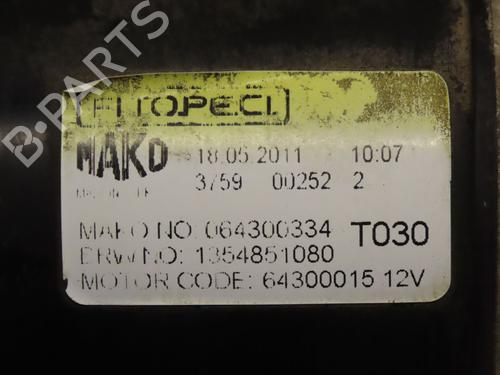 B-PARTS
MAKO 18.05.2011 10:07
3759 00252 2
MAKO NO: 064300334 T030
ERW NO: 1354851080
MOTOR CODE: 64300015 12V